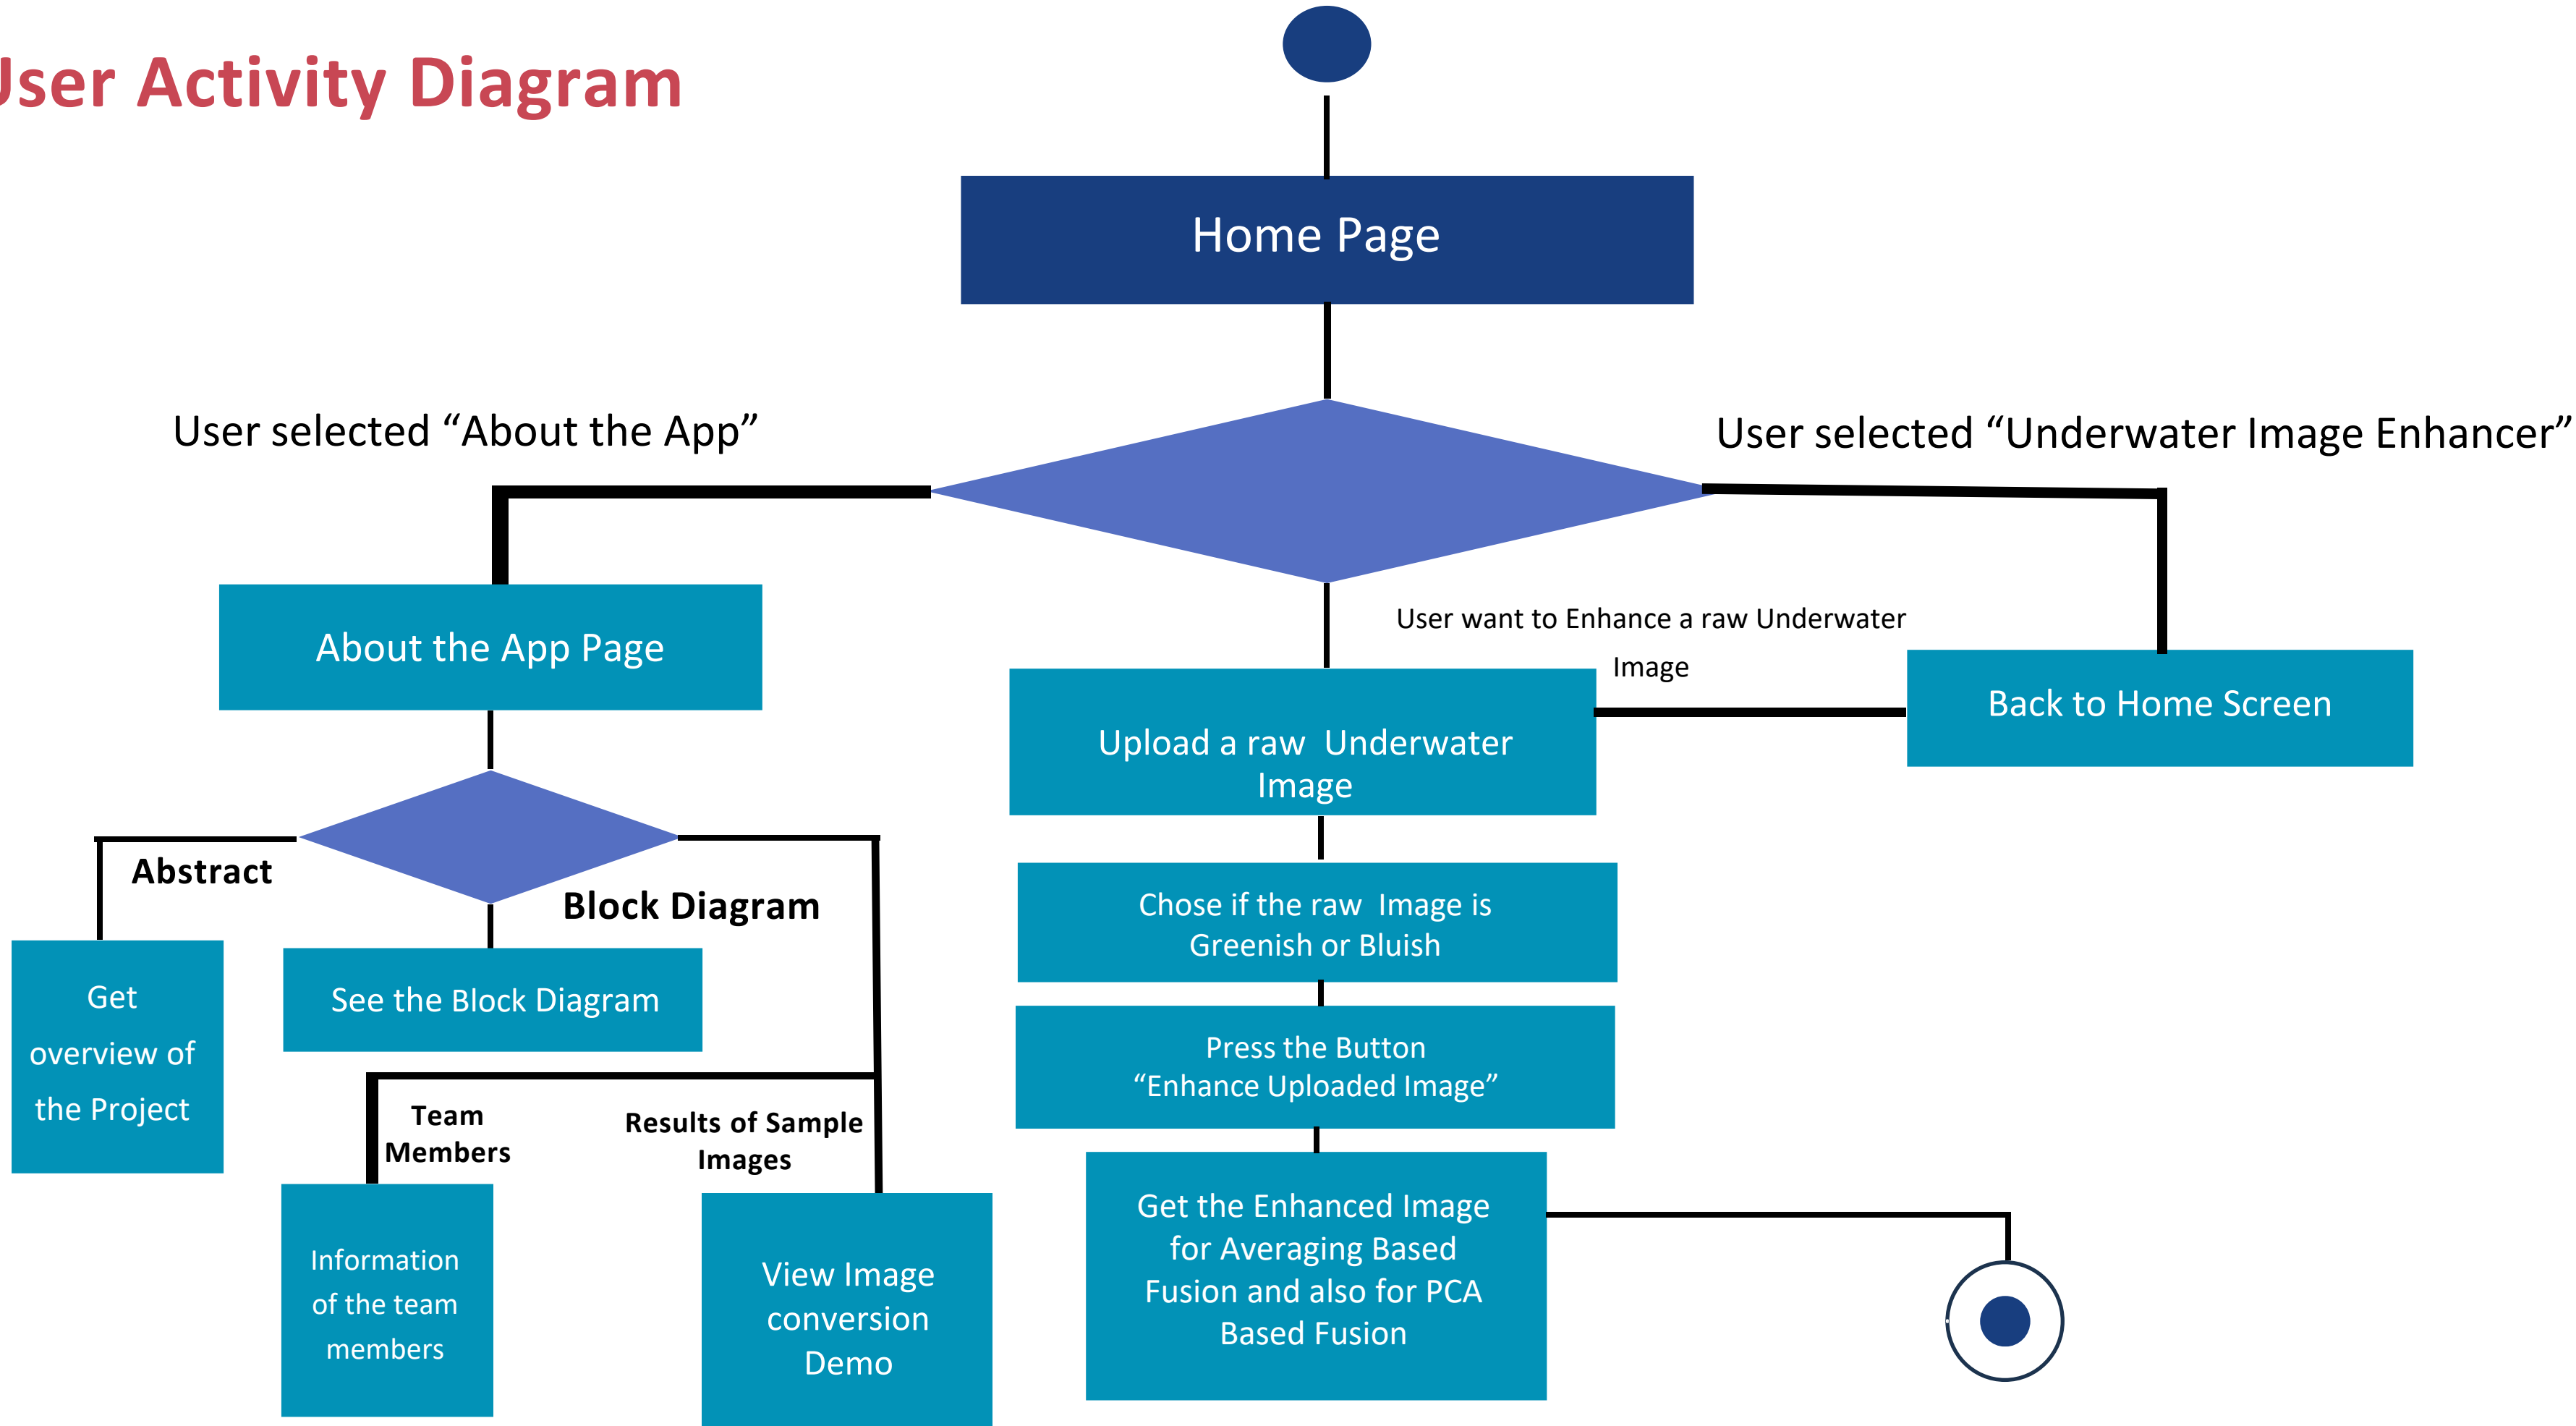 User Activity Diagram
Home Page
User selected “About the App”
User selected “Underwater Image Enhancer”
About the App Page
User want to Enhance a raw Underwater
Image
Back to Home Screen
Upload a raw  Underwater
Image
Abstract
Block Diagram
Chose if the raw  Image is
Greenish or Bluish
Get
overview of
the Project
See the Block Diagram
Press the Button
“Enhance Uploaded Image”
Team
Members
Results of Sample
Images
Get the Enhanced Image
for Averaging Based
Fusion and also for PCA
Based Fusion
Information
of the team
members
View Image
conversion
Demo